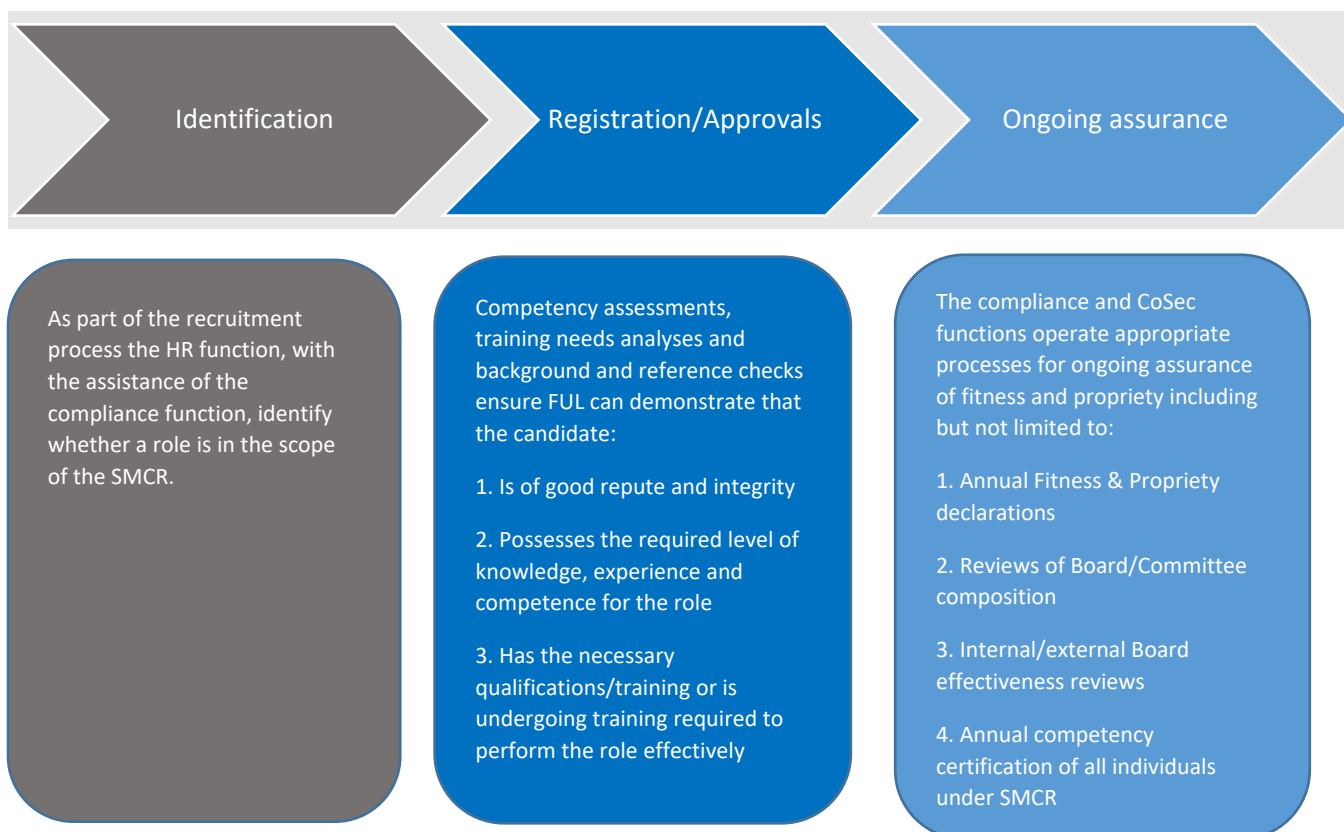 Identification
Registration/Approvals
Ongoing assurance
As part of the recruitment
process the HR function, with
the assistance of the
compliance function, identify
whether a role is in the scope
of the SMCR.
Competency assessments,
training needs analyses and
background and reference checks
ensure FUL can demonstrate that
the candidate:
1. Is of good repute and integrity
2. Possesses the required level of
knowledge, experience and
competence for the role
3. Has the necessary
qualifications/training or is
undergoing training required to
perform the role effectively
The compliance and CoSec
functions operate appropriate
processes for ongoing assurance
of fitness and propriety including
but not limited to:
1. Annual Fitness & Propriety
declarations
2. Reviews of Board/Committee
composition
3. Internal/external Board
effectiveness reviews
4. Annual competency
certification of all individuals
under SMCR